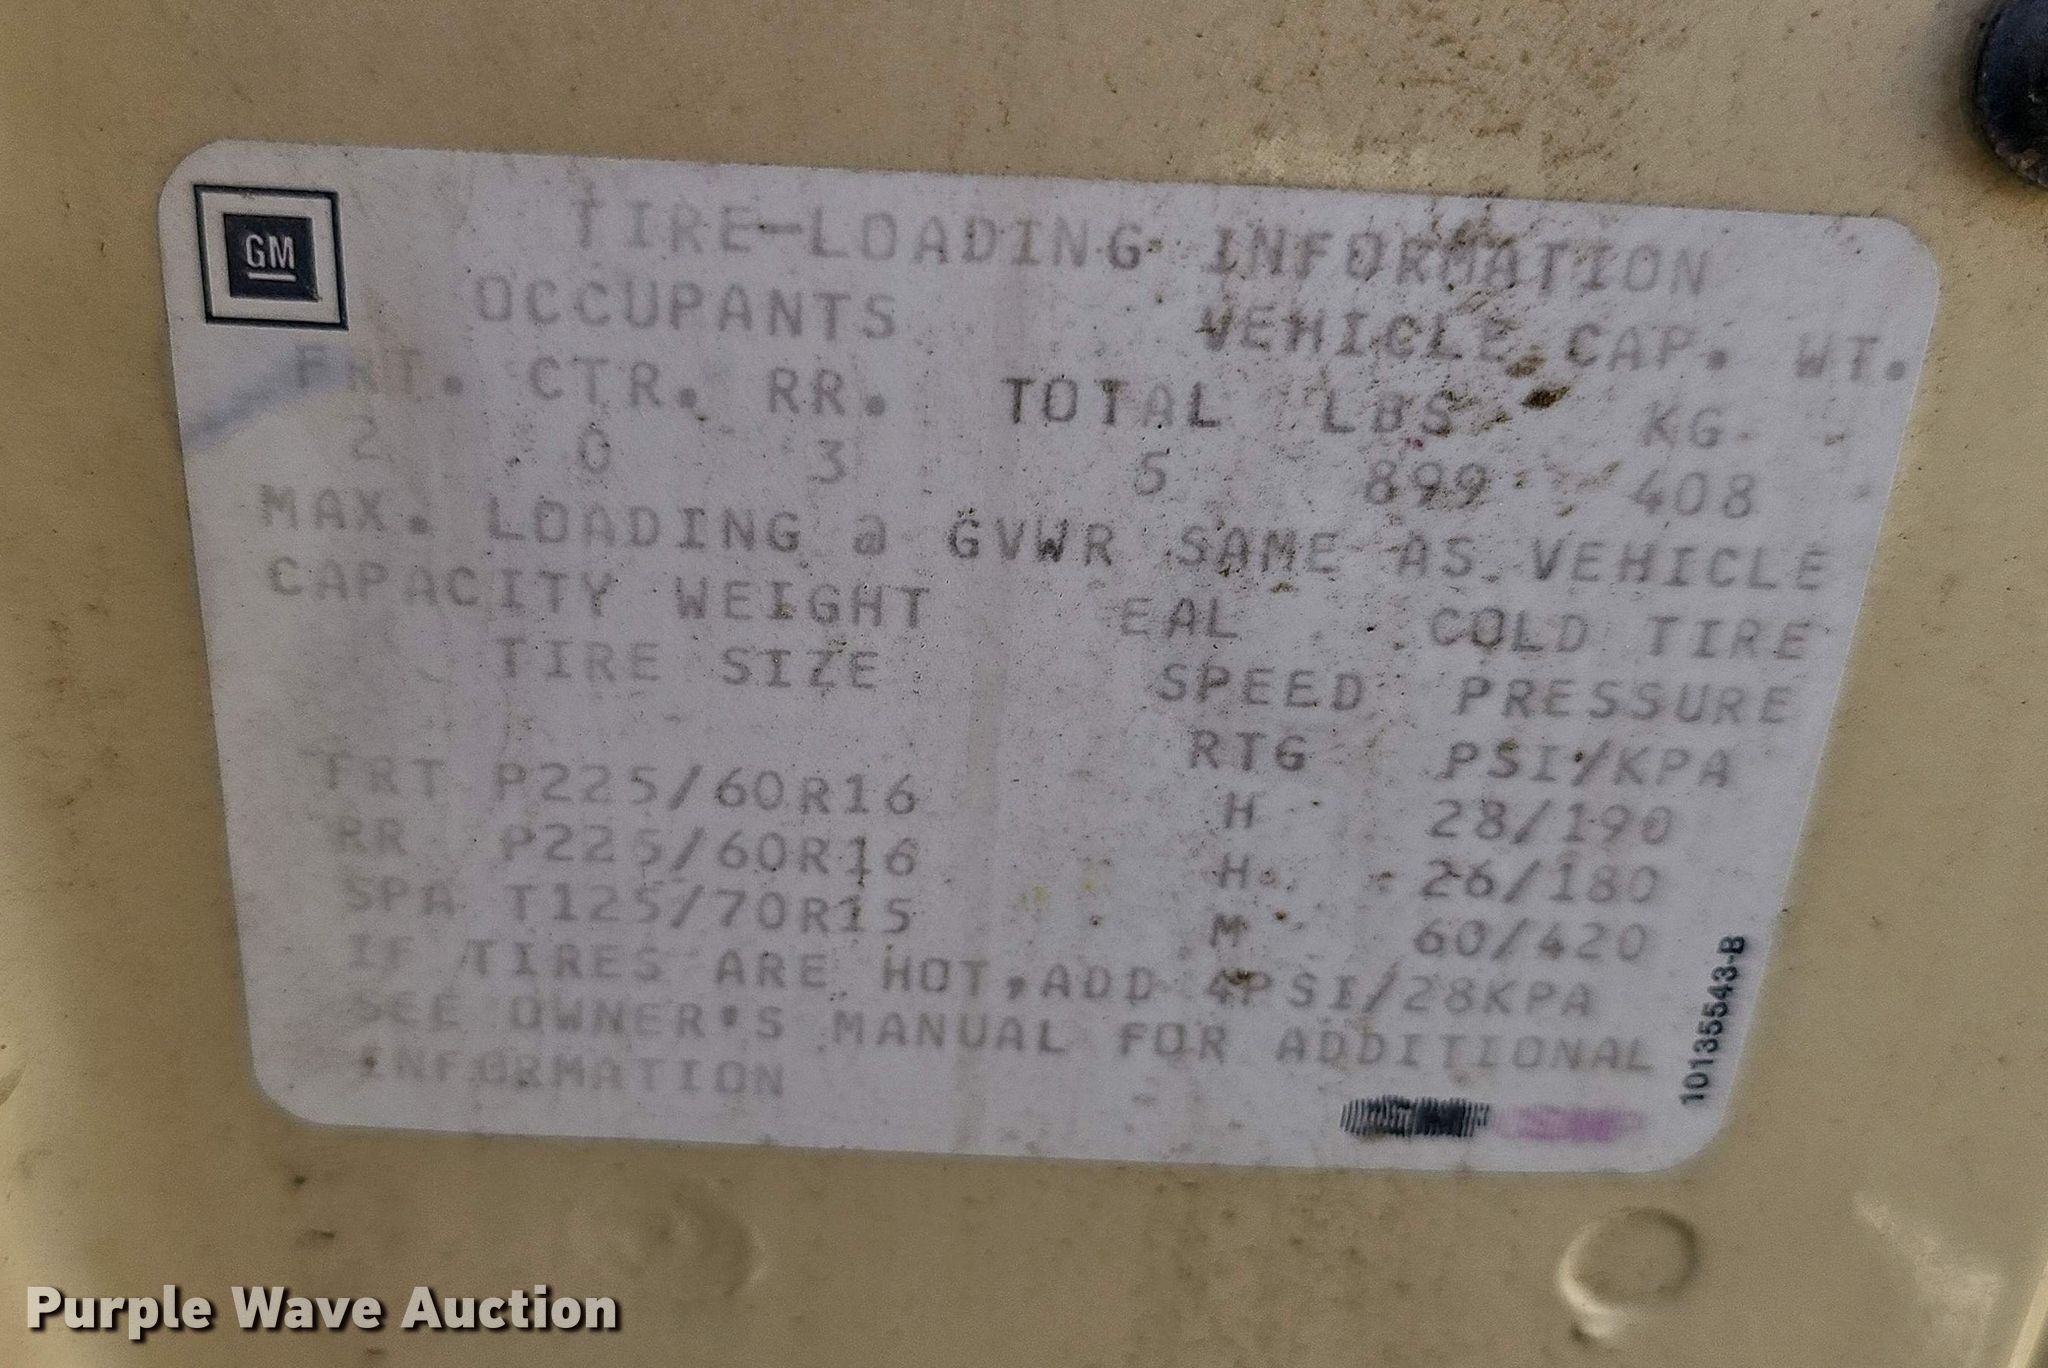 GM
TIRE-LOADING INFORMATION
OCCUPANTS VEHICLE CAP. WT.
FRT. CTR. RR. TOTAL LBS KG
2 0 3 5 899 408
MAX. LOADING @ GVWR SAME AS VEHICLE
CAPACITY WEIGHT EAL COLD TIRE
TIRE SIZE SPEED PRESSURE
RTG PSI/KPA
FRT P225/60R16 H 28/190
RR P225/60R16 H 26/180
SPA T125/70R15 M 60/420
IF TIRES ARE HOT, ADD 4PSI/28KPA
SEE OWNER'S MANUAL FOR ADDITIONAL
INFORMATION
10135543-B
Purple Wave Auction